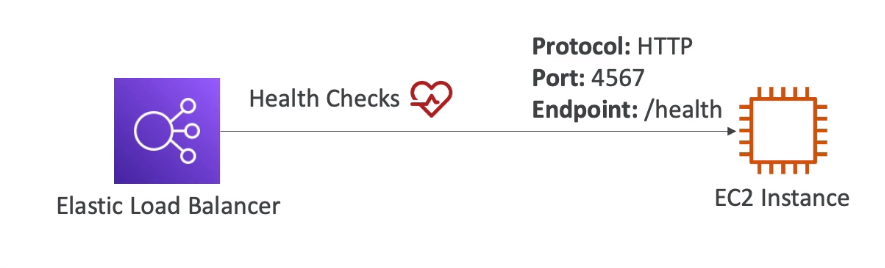 Protocol: HTTP
Port: 4567
Endpoint: /health
Health Checks
Elastic Load Balancer
EC2 Instance